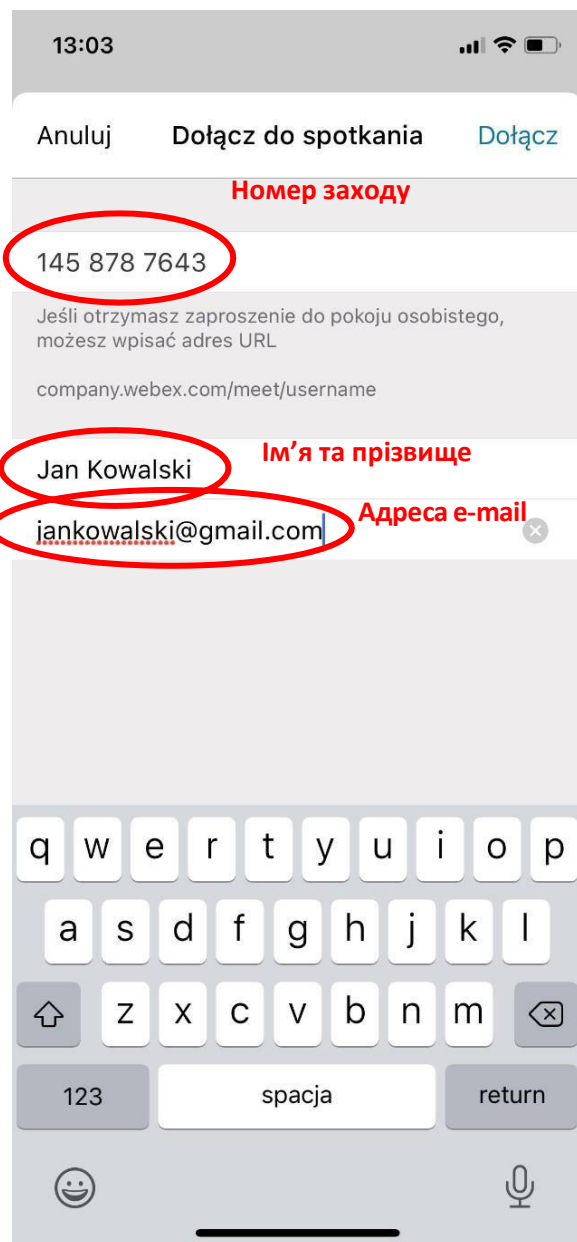 13:03
Anuluj Dołącz do spotkania Dołącz
Номер заходу
145 878 7643
Jeśli otrzymasz zaproszenie do pokoju osobistego,
możesz wpisać adres URL
company.webex.com/meet/username
Ім’я та прізвище
Jan Kowalski
Адреса e-mail
jankowalski@gmail.com
q w e r t y u i o p
a s d f g h j k l
z x c v b n m
123 spacja return